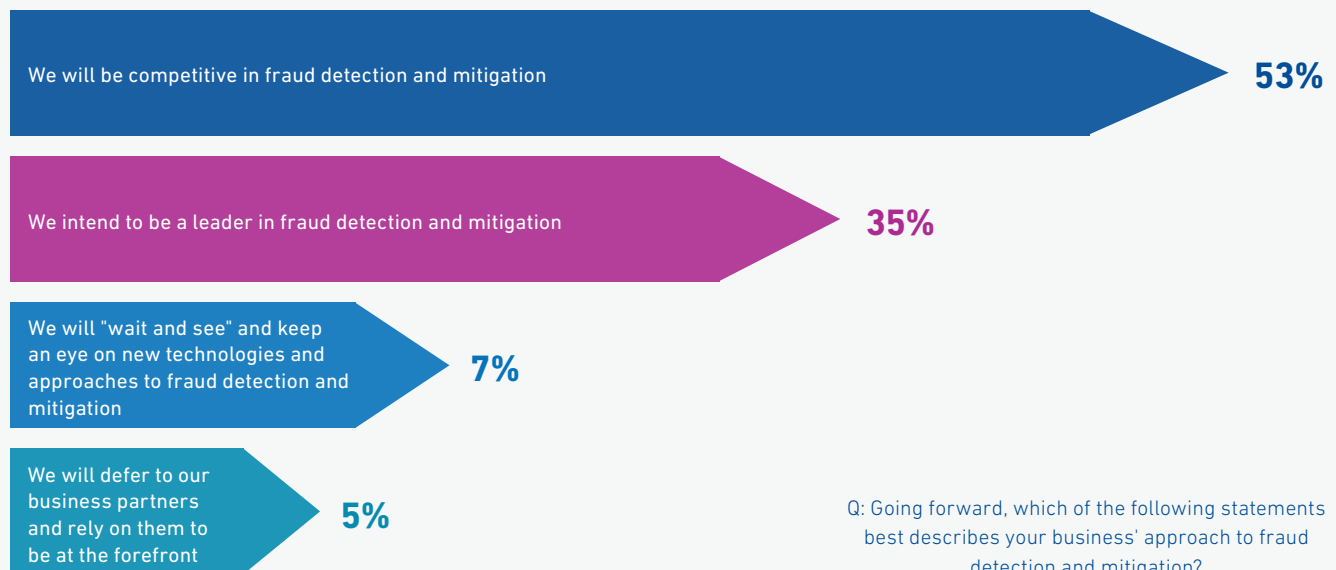 We will be competitive in fraud detection and mitigation
53%
We intend to be a leader in fraud detection and mitigation
35%
We will "wait and see" and keep
an eye on new technologies and
approaches to fraud detection and
mitigation
7%
We will defer to our
business partners
and rely on them to
be at the forefront
5%
Q: Going forward, which of the following statements
best describes your business' approach to fraud
detection and mitigation?